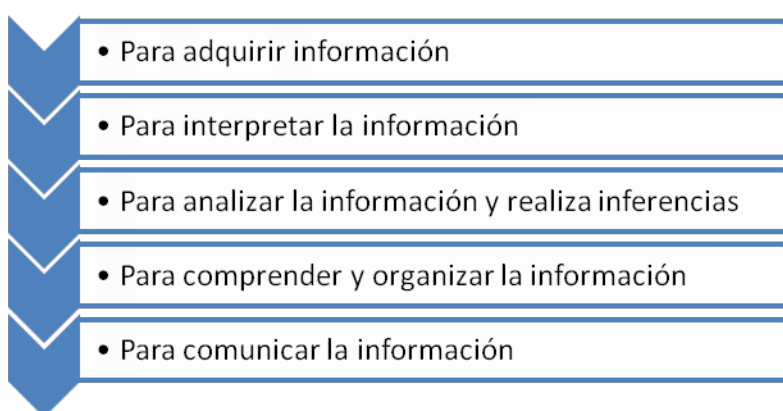 • Para adquirir información
• Para interpretar la información
• Para analizar la información y realiza inferencias
• Para comprender y organizar la información
• Para comunicar la información